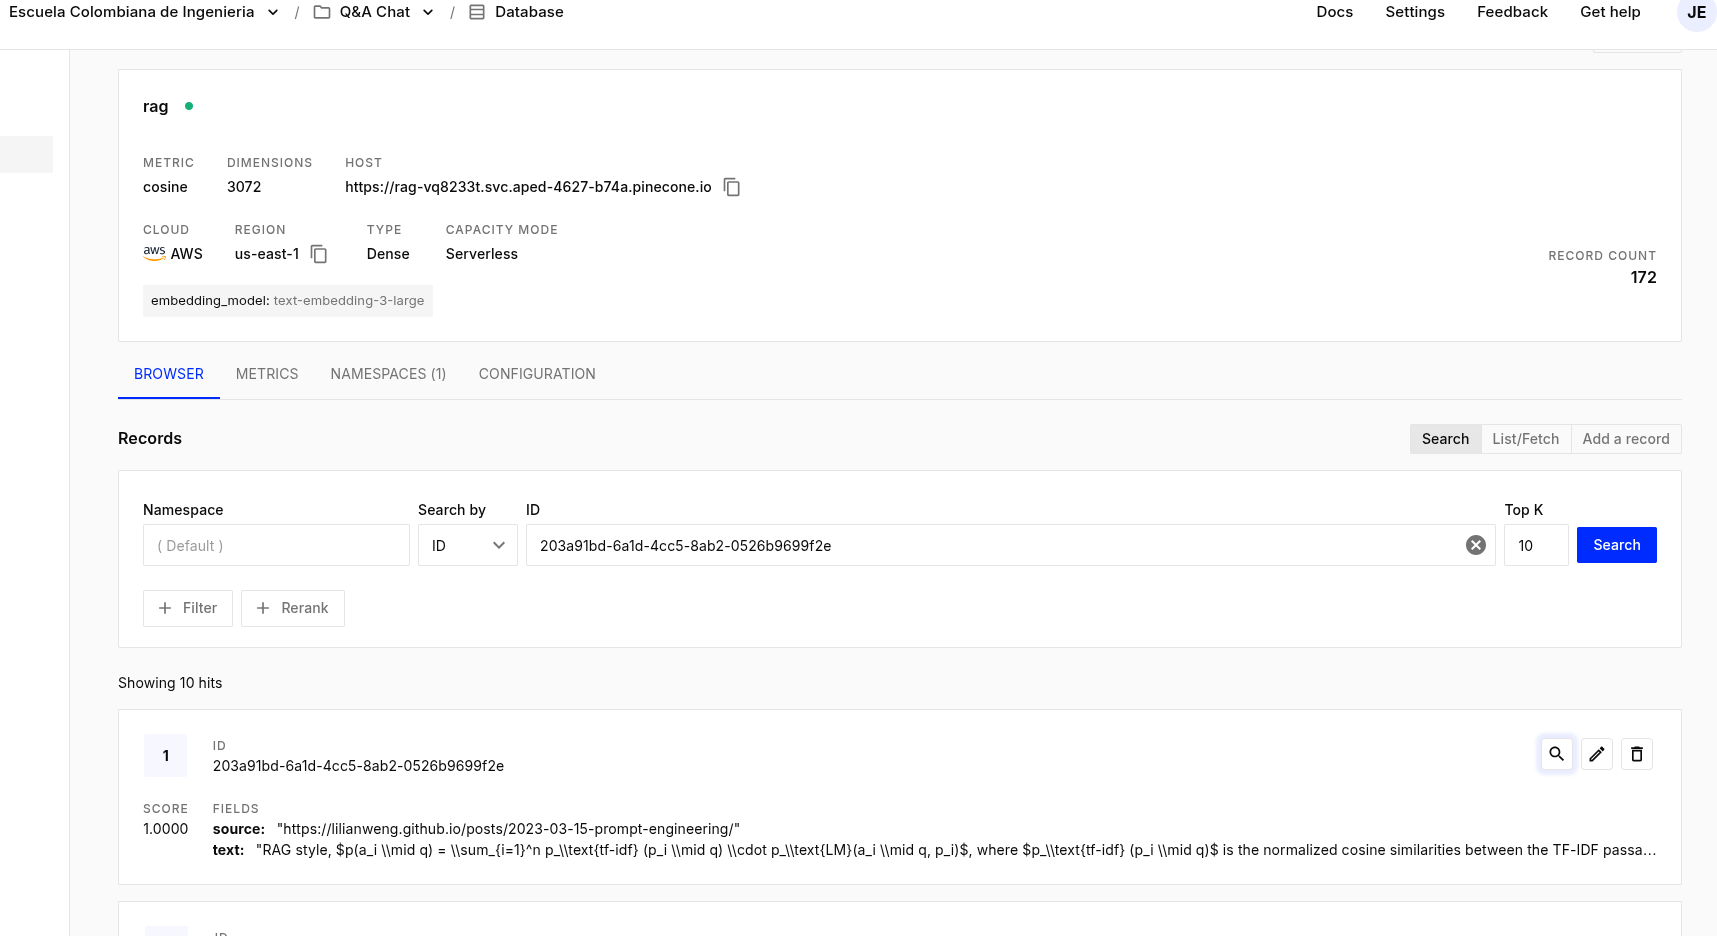 Escuela Colombiana de Ingenieria / Q&A Chat / Database Docs Settings Feedback Get help JE
rag
METRIC DIMENSIONS HOST
cosine 3072 https://rag-vq8233t.svc.aped-4627-b74a.pinecone.io
CLOUD REGION TYPE CAPACITY MODE
aws AWS us-east-1 Dense Serverless
RECORD COUNT
172
embedding_model: text-embedding-3-large
BROWSER METRICS NAMESPACES (1) CONFIGURATION
Records Search List/Fetch Add a record
Namespace Search by ID Top K
( Default ) ID 203a91bd-6a1d-4cc5-8ab2-0526b9699f2e 10 Search
+ Filter + Rerank
Showing 10 hits
1
ID
203a91bd-6a1d-4cc5-8ab2-0526b9699f2e
SCORE FIELDS
1.0000 source: "https://lilianweng.github.io/posts/2023-03-15-prompt-engineering/"
text: "RAG style, $p(a_i \\mid q) = \\sum_{i=1}^n p_\\text{tf-idf} (p_i \\mid q) \\cdot p_\\text{LM}(a_i \\mid q, p_i)$, where $p_\\text{tf-idf} (p_i \\mid q)$ is the normalized cosine similarities between the TF-IDF passa...
ID